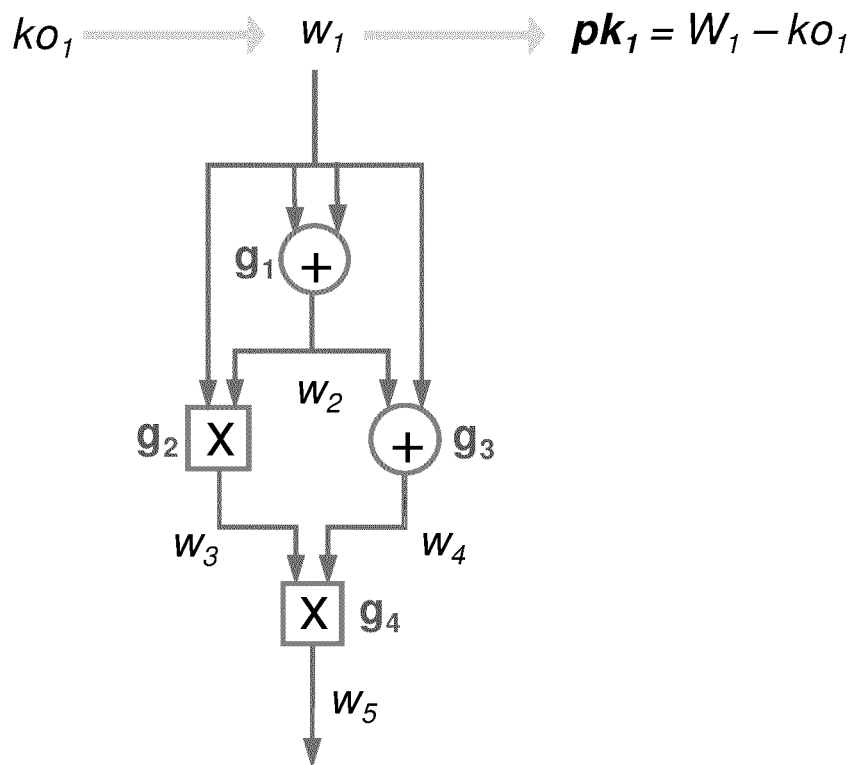 ko₁ w₁ pk₁ = W₁ – ko₁
g₁ +
w₂
g₂ X + g₃
w₃ w₄
X g₄
w₅